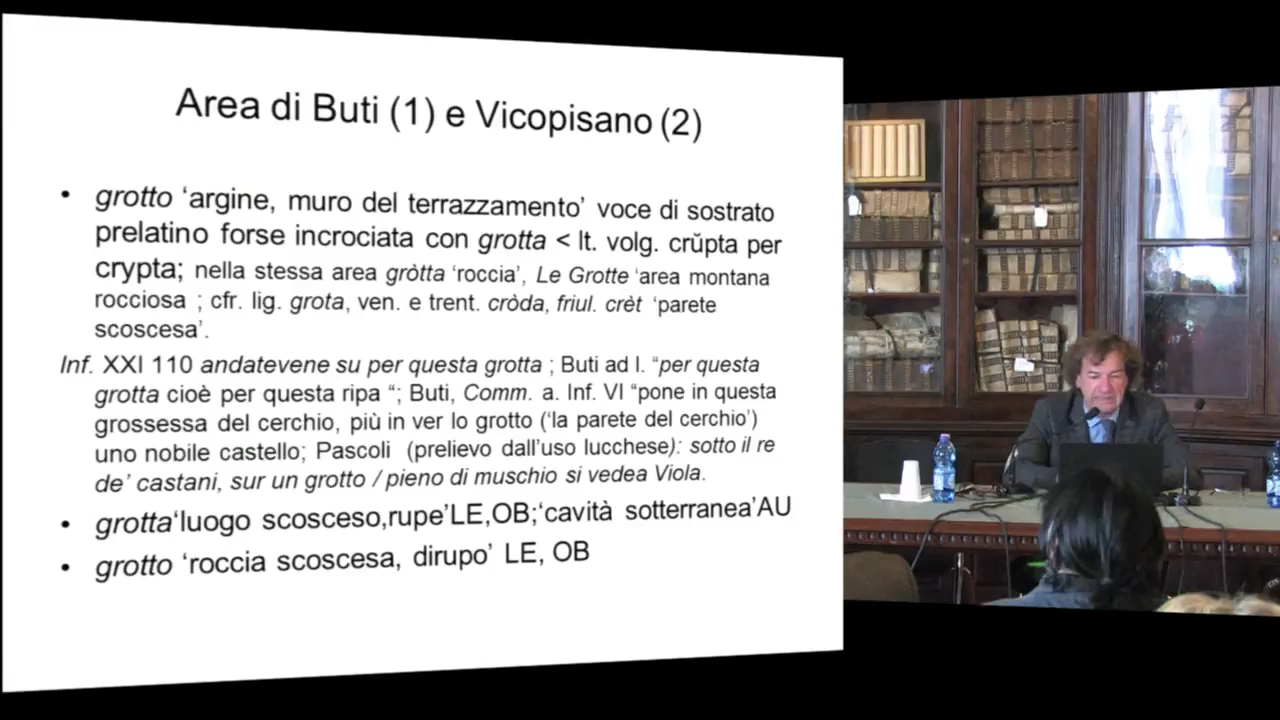 Area di Buti (1) e Vicopisano (2)
• grotto ‘argine, muro del terrazzamento’ voce di sostrato
prelatino forse incrociata con grotta < lt. volg. crŭpta per
crypta; nella stessa area gròtta ‘roccia’, Le Grotte ‘area montana
rocciosa ; cfr. lig. grota, ven. e trent. cròda, friul. crèt ‘parete
scoscesa’.
Inf. XXI 110 andatevene su per questa grotta ; Buti ad l. “per questa
grotta cioè per questa ripa “; Buti, Comm. a. Inf. VI “pone in questa
grossessa del cerchio, più in ver lo grotto (‘la parete del cerchio’)
uno nobile castello; Pascoli (prelievo dall’uso lucchese): sotto il re
de’ castani, sur un grotto / pieno di muschio si vedea Viola.
• grotta‘luogo scosceso,rupe’LE,OB;‘cavità sotterranea’AU
• grotto ‘roccia scoscesa, dirupo’ LE, OB